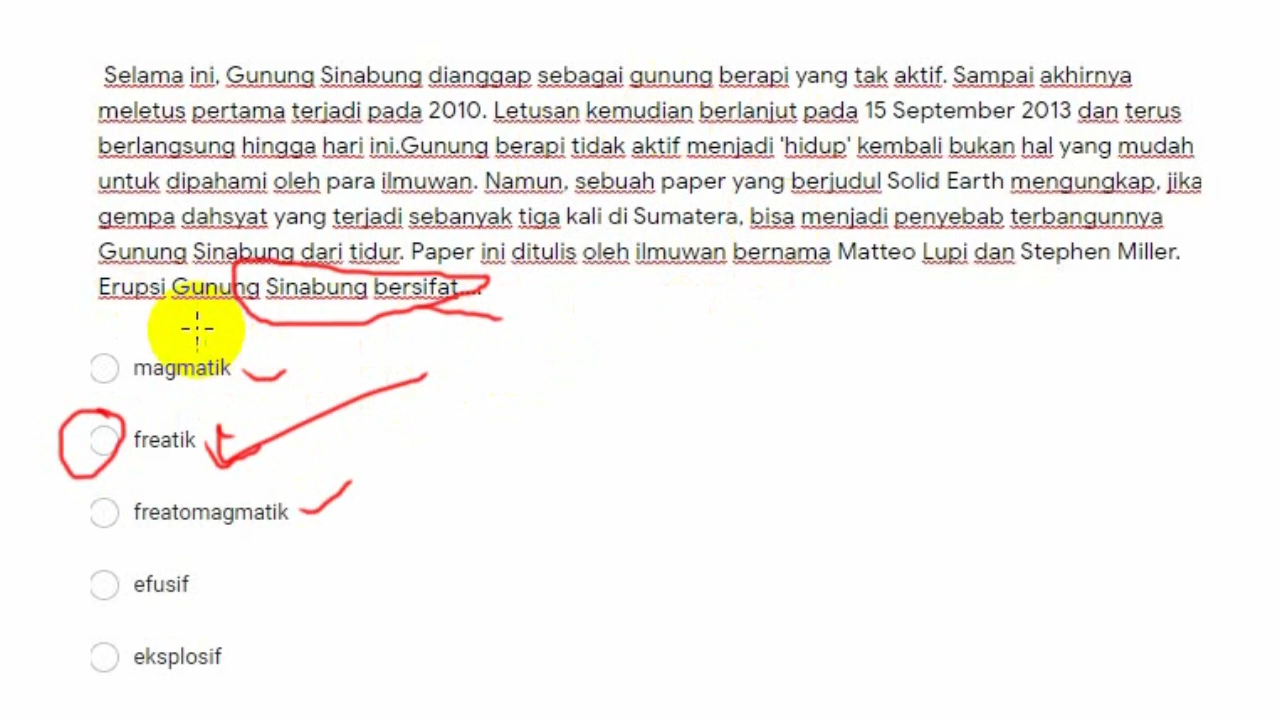 Selama ini, Gunung Sinabung dianggap sebagai gunung berapi yang tak aktif. Sampai akhirnya
meletus pertama terjadi pada 2010. Letusan kemudian berlanjut pada 15 September 2013 dan terus
berlangsung hingga hari ini.Gunung berapi tidak aktif menjadi 'hidup' kembali bukan hal yang mudah
untuk dipahami oleh para ilmuwan. Namun, sebuah paper yang berjudul Solid Earth mengungkap, jika
gempa dahsyat yang terjadi sebanyak tiga kali di Sumatera, bisa menjadi penyebab terbangunnya
Gunung Sinabung dari tidur. Paper ini ditulis oleh ilmuwan bernama Matteo Lupi dan Stephen Miller.
Erupsi Gunung Sinabung bersifat....
magmatik
freatik
freatomagmatik
efusif
eksplosif